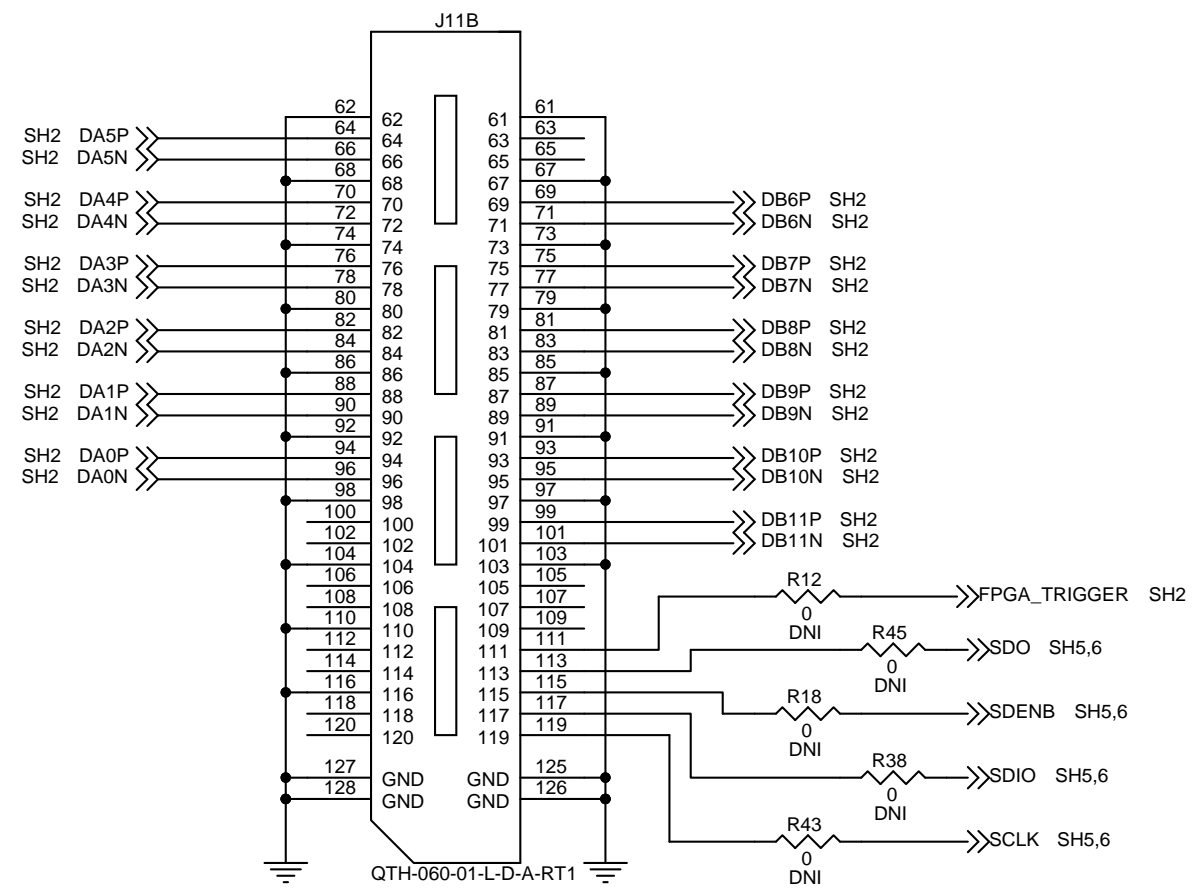 J11B
62 62 61 61
SH2 DA5P 64 64 63 63
SH2 DA5N 66 66 65 65
68 68 67 67
SH2 DA4P 70 70 69 69 DB6P SH2
SH2 DA4N 72 72 71 71 DB6N SH2
74 74 73 73
SH2 DA3P 76 76 75 75 DB7P SH2
SH2 DA3N 78 78 77 77 DB7N SH2
80 80 79 79
SH2 DA2P 82 82 81 81 DB8P SH2
SH2 DA2N 84 84 83 83 DB8N SH2
86 86 85 85
SH2 DA1P 88 88 87 87 DB9P SH2
SH2 DA1N 90 90 89 89 DB9N SH2
92 92 91 91
SH2 DA0P 94 94 93 93 DB10P SH2
SH2 DA0N 96 96 95 95 DB10N SH2
98 98 97 97
100 100 99 99 DB11P SH2
102 102 101 101 DB11N SH2
104 104 103 103
106 106 105 105
108 108 107 107
110 110 109 109
112 112 111 111
114 114 113 113
116 116 115 115
118 118 117 117
120 120 119 119
127 GND GND 125
128 GND GND 126
R12
0
DNI
FPGA_TRIGGER SH2
R45
0
DNI
SDO SH5,6
R18
0
DNI
SDENB SH5,6
R38
0
DNI
SDIO SH5,6
R43
0
DNI
SCLK SH5,6
QTH-060-01-L-D-A-RT1